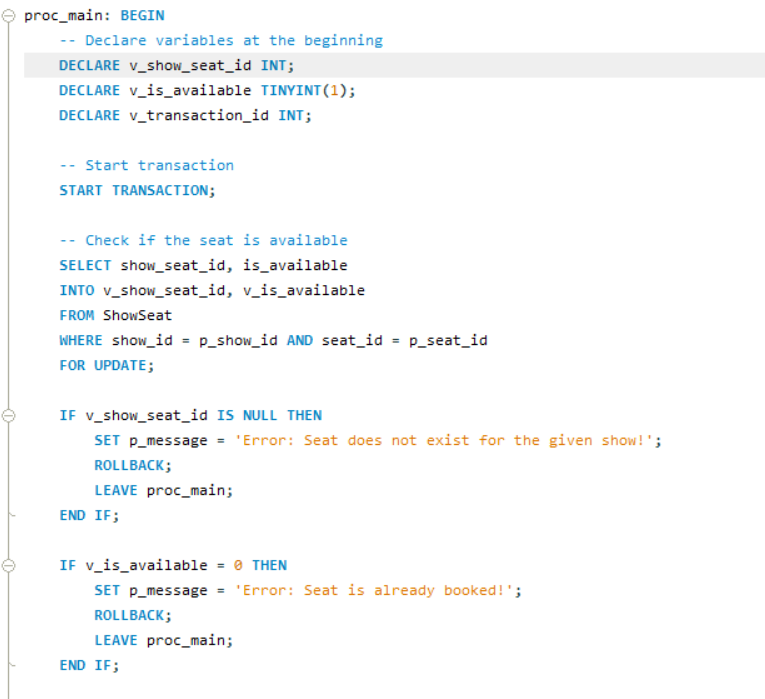 proc_main: BEGIN
    -- Declare variables at the beginning
    DECLARE v_show_seat_id INT;
    DECLARE v_is_available TINYINT(1);
    DECLARE v_transaction_id INT;

    -- Start transaction
    START TRANSACTION;

    -- Check if the seat is available
    SELECT show_seat_id, is_available
    INTO v_show_seat_id, v_is_available
    FROM ShowSeat
    WHERE show_id = p_show_id AND seat_id = p_seat_id
    FOR UPDATE;

    IF v_show_seat_id IS NULL THEN
        SET p_message = 'Error: Seat does not exist for the given show!';
        ROLLBACK;
        LEAVE proc_main;
    END IF;

    IF v_is_available = 0 THEN
        SET p_message = 'Error: Seat is already booked!';
        ROLLBACK;
        LEAVE proc_main;
    END IF;